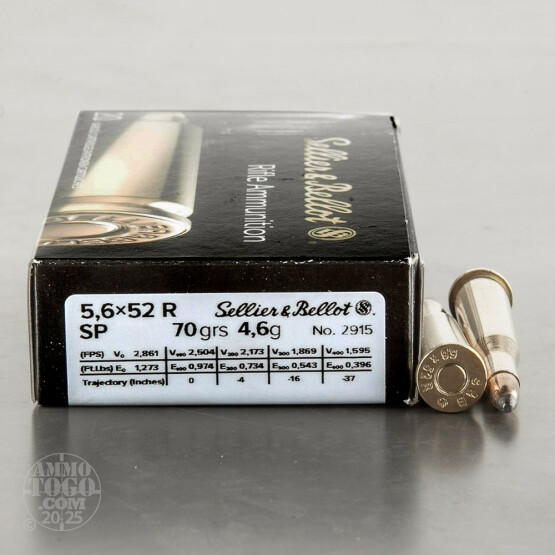 20
Sellier & Bellot
Rifle Ammunition
5,6×52 R Sellier & Bellot
SP 70 grs 4,6g No. 2915
(FPS) V₀ 2,861 V₁₀₀ 2,504 V₂₀₀ 2,173 V₃₀₀ 1,869 V₄₀₀ 1,595
(Ft.Lbs) E₀ 1,273 E₁₀₀ 0,974 E₂₀₀ 0,734 E₃₀₀ 0,543 E₄₀₀ 0,396
Trajectory (Inches) 0 -4 -16 -37
AMMO
TOGO
.COM
© 2025